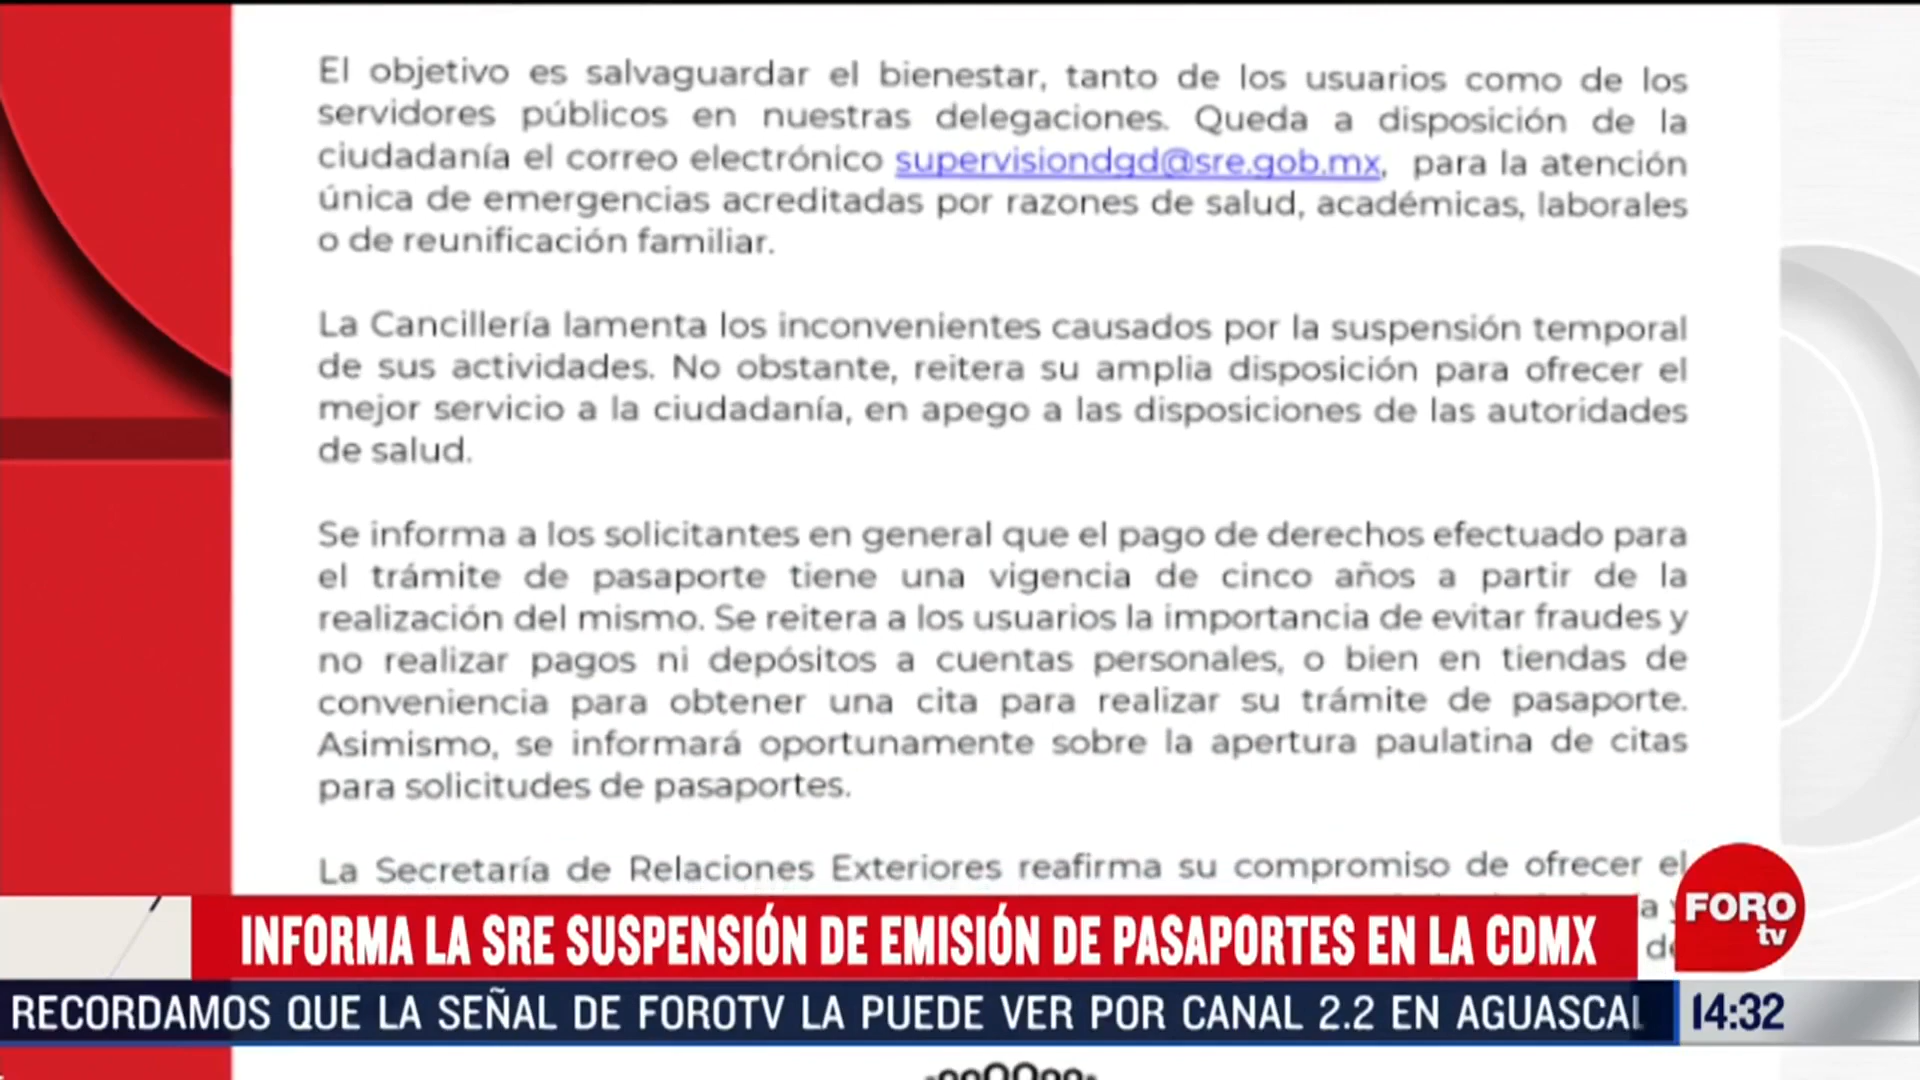 El objetivo es salvaguardar el bienestar, tanto de los usuarios como de los
servidores públicos en nuestras delegaciones. Queda a disposición de la
ciudadanía el correo electrónico supervisiondgd@sre.gob.mx, para la atención
única de emergencias acreditadas por razones de salud, académicas, laborales
o de reunificación familiar.
La Cancillería lamenta los inconvenientes causados por la suspensión temporal
de sus actividades. No obstante, reitera su amplia disposición para ofrecer el
mejor servicio a la ciudadanía, en apego a las disposiciones de las autoridades
de salud.
Se informa a los solicitantes en general que el pago de derechos efectuado para
el trámite de pasaporte tiene una vigencia de cinco años a partir de la
realización del mismo. Se reitera a los usuarios la importancia de evitar fraudes y
no realizar pagos ni depósitos a cuentas personales, o bien en tiendas de
conveniencia para obtener una cita para realizar su trámite de pasaporte.
Asimismo, se informará oportunamente sobre la apertura paulatina de citas
para solicitudes de pasaportes.
La Secretaría de Relaciones Exteriores reafirma su compromiso de ofrecer el
INFORMA LA SRE SUSPENSIÓN DE EMISIÓN DE PASAPORTES EN LA CDMX
FORO
tv
RECORDAMOS QUE LA SEÑAL DE FOROTV LA PUEDE VER POR CANAL 2.2 EN AGUASCAL
14:32